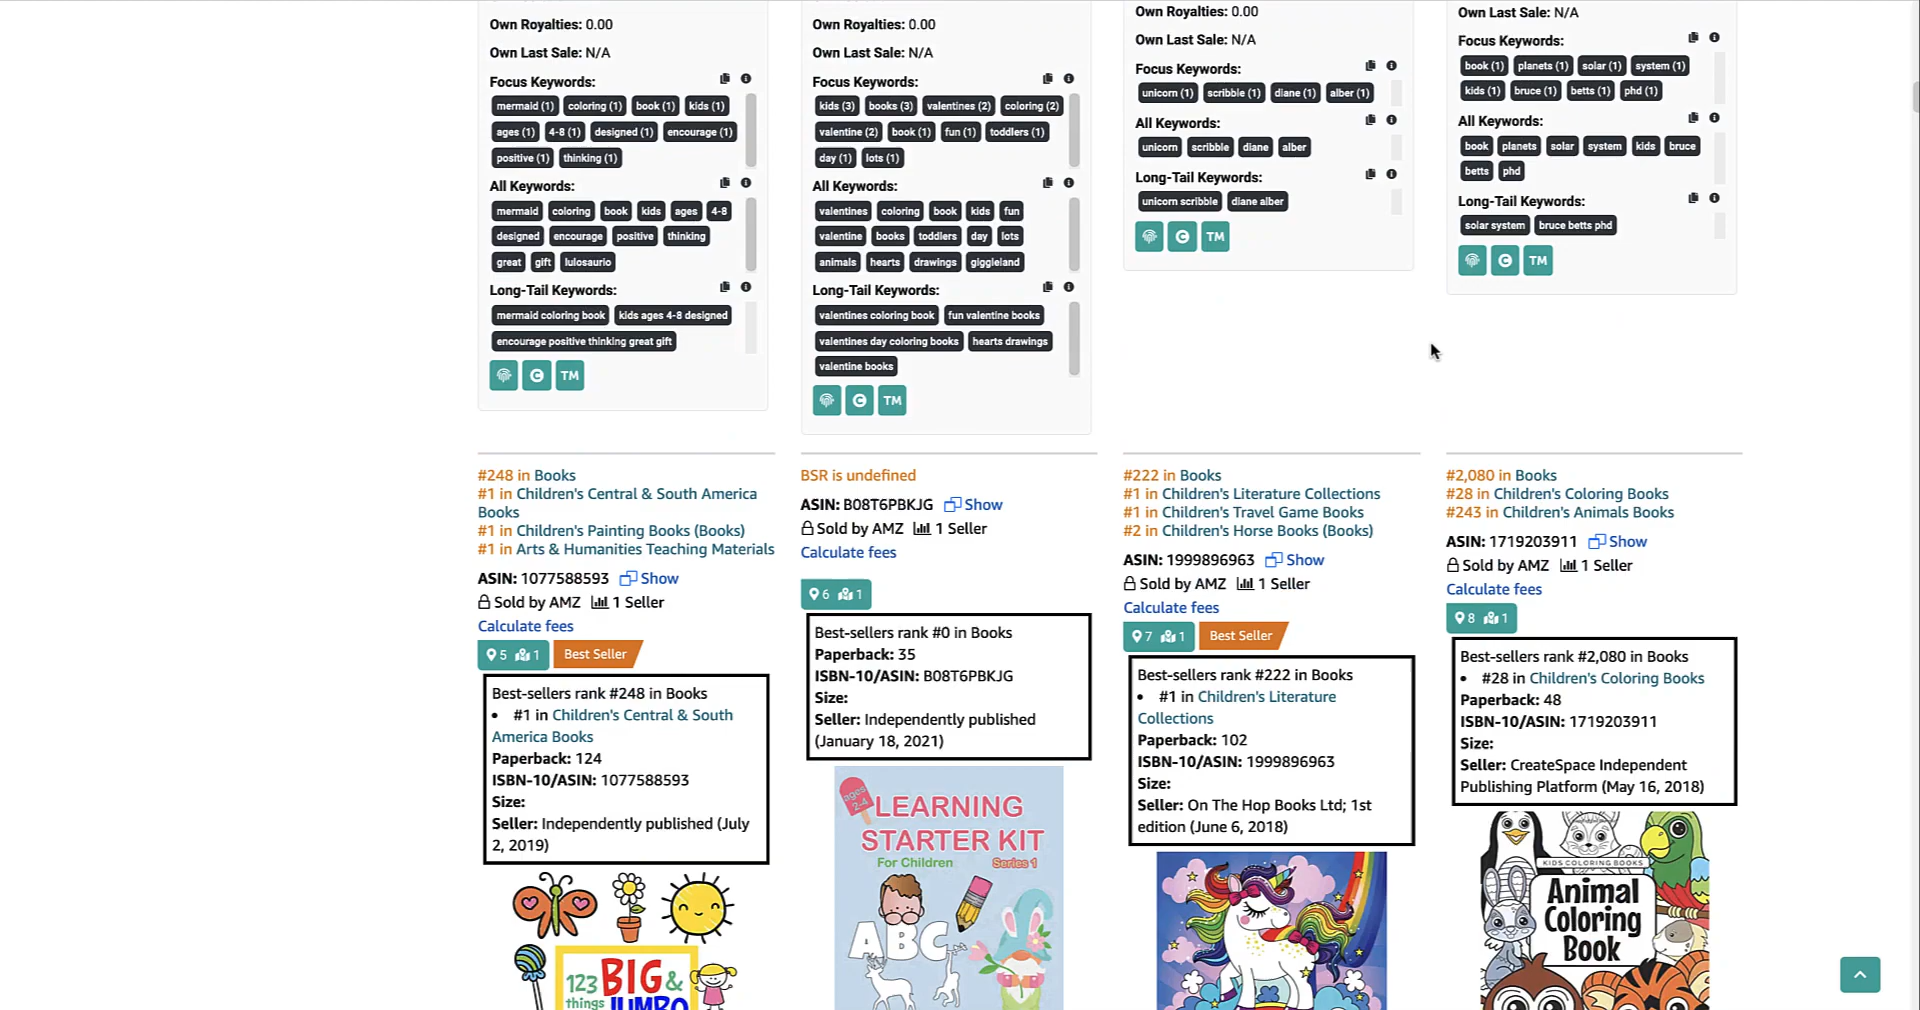 Own Royalties: 0.00
Own Last Sale: N/A
Focus Keywords:
mermaid (1) coloring (1) book (1) kids (1)
ages (1) 4-8 (1) designed (1) encourage (1)
positive (1) thinking (1)
All Keywords:
mermaid coloring book kids ages 4-8
designed encourage positive thinking
great gift lulosaurio
Long-Tail Keywords:
mermaid coloring book kids ages 4-8 designed
encourage positive thinking great gift
C TM
Own Royalties: 0.00
Own Last Sale: N/A
Focus Keywords:
kids (3) books (3) valentines (2) coloring (2)
valentine (2) book (1) fun (1) toddlers (1)
day (1) lots (1)
All Keywords:
valentines coloring book kids fun
valentine books toddlers day lots
animals hearts drawings giggleland
Long-Tail Keywords:
valentines coloring book fun valentine books
valentines day coloring books hearts drawings
valentine books
C TM
Own Royalties: 0.00
Own Last Sale: N/A
Focus Keywords:
unicorn (1) scribble (1) diane (1) alber (1)
All Keywords:
unicorn scribble diane alber
Long-Tail Keywords:
unicorn scribble diane alber
C TM
Own Last Sale: N/A
Focus Keywords:
book (1) planets (1) solar (1) system (1)
kids (1) bruce (1) betts (1) phd (1)
All Keywords:
book planets solar system kids bruce
betts phd
Long-Tail Keywords:
solar system bruce betts phd
C TM
#248 in Books
#1 in Children's Central & South America
Books
#1 in Children's Painting Books (Books)
#1 in Arts & Humanities Teaching Materials
ASIN: 1077588593 Show
Sold by AMZ 1 Seller
Calculate fees
5 1 Best Seller
Best-sellers rank #248 in Books
• #1 in Children's Central & South
America Books
Paperback: 124
ISBN-10/ASIN: 1077588593
Size:
Seller: Independently published (July
2, 2019)
123 BIG &
things JUMBO
BSR is undefined
ASIN: B08T6PBKJG Show
Sold by AMZ 1 Seller
Calculate fees
6 1
Best-sellers rank #0 in Books
Paperback: 35
ISBN-10/ASIN: B08T6PBKJG
Size:
Seller: Independently published
(January 18, 2021)
ages
2-4
LEARNING
STARTER KIT
For Children Series 1
ABC
#222 in Books
#1 in Children's Literature Collections
#1 in Children's Travel Game Books
#2 in Children's Horse Books (Books)
ASIN: 1999896963 Show
Sold by AMZ 1 Seller
Calculate fees
7 1 Best Seller
Best-sellers rank #222 in Books
• #1 in Children's Literature
Collections
Paperback: 102
ISBN-10/ASIN: 1999896963
Size:
Seller: On The Hop Books Ltd; 1st
edition (June 6, 2018)
#2,080 in Books
#28 in Children's Coloring Books
#243 in Children's Animals Books
ASIN: 1719203911 Show
Sold by AMZ 1 Seller
Calculate fees
8 1
Best-sellers rank #2,080 in Books
• #28 in Children's Coloring Books
Paperback: 48
ISBN-10/ASIN: 1719203911
Size:
Seller: CreateSpace Independent
Publishing Platform (May 16, 2018)
KIDS COLORING BOOKS
Animal
Coloring
Book